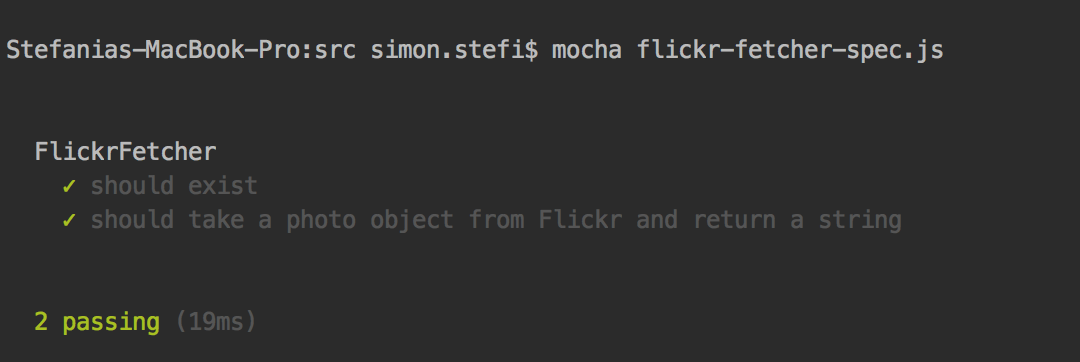 Stefanias-MacBook-Pro:src simon.stefi$ mocha flickr-fetcher-spec.js
FlickrFetcher
✓ should exist
✓ should take a photo object from Flickr and return a string
2 passing (19ms)